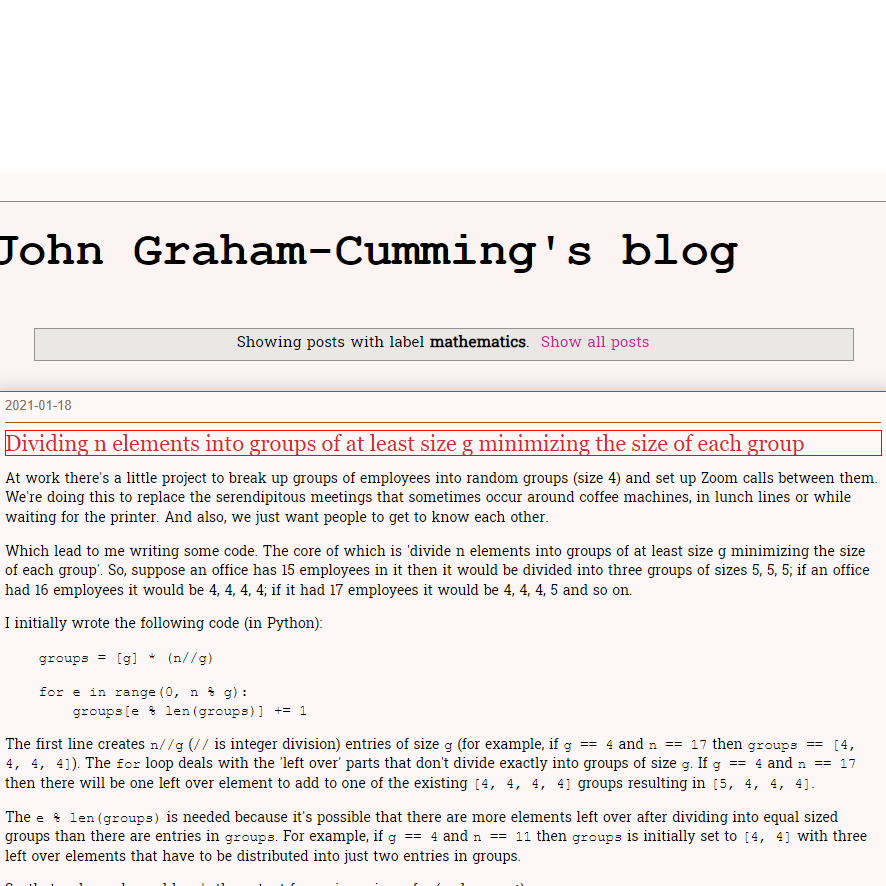 John Graham-Cumming's blog
Showing posts with label mathematics. Show all posts
2021-01-18
Dividing n elements into groups of at least size g minimizing the size of each group
At work there's a little project to break up groups of employees into random groups (size 4) and set up Zoom calls between them.
We're doing this to replace the serendipitous meetings that sometimes occur around coffee machines, in lunch lines or while
waiting for the printer. And also, we just want people to get to know each other.
Which lead to me writing some code. The core of which is 'divide n elements into groups of at least size g minimizing the size
of each group'. So, suppose an office has 15 employees in it then it would be divided into three groups of sizes 5, 5, 5; if an office
had 16 employees it would be 4, 4, 4, 4; if it had 17 employees it would be 4, 4, 4, 5 and so on.
I initially wrote the following code (in Python):
groups = [g] * (n//g)
for e in range(0, n % g):
groups[e % len(groups)] += 1
The first line creates n//g (// is integer division) entries of size g (for example, if g == 4 and n == 17 then groups == [4,
4, 4, 4]). The for loop deals with the 'left over' parts that don't divide exactly into groups of size g. If g == 4 and n == 17
then there will be one left over element to add to one of the existing [4, 4, 4, 4] groups resulting in [5, 4, 4, 4].
The e % len(groups) is needed because it's possible that there are more elements left over after dividing into equal sized
groups than there are entries in groups. For example, if g == 4 and n == 11 then groups is initially set to [4, 4] with three
left over elements that have to be distributed into just two entries in groups.